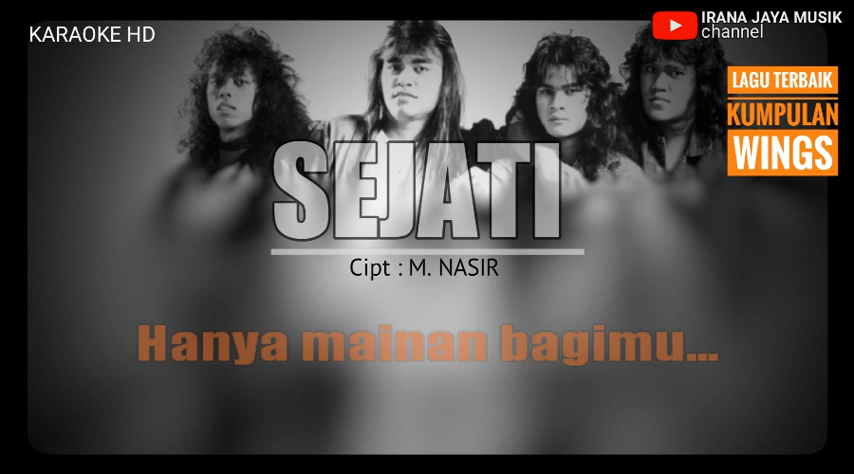 KARAOKE HD
IRANA JAYA MUSIK
channel
LAGU TERBAIK
KUMPULAN
WINGS
SEJATI
Cipt : M. NASIR
Hanya mainan bagimu...